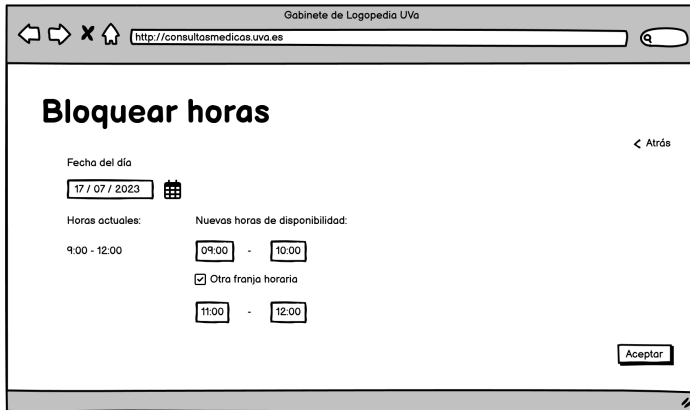 Gabinete de Logopedia UVa
http://consultasmedicas.uva.es
Bloquear horas
Atrás
Fecha del día
17 / 07 / 2023
Horas actuales: Nuevas horas de disponibilidad:
9:00 - 12:00 09:00 - 10:00
Otra franja horaria
11:00 - 12:00
Aceptar